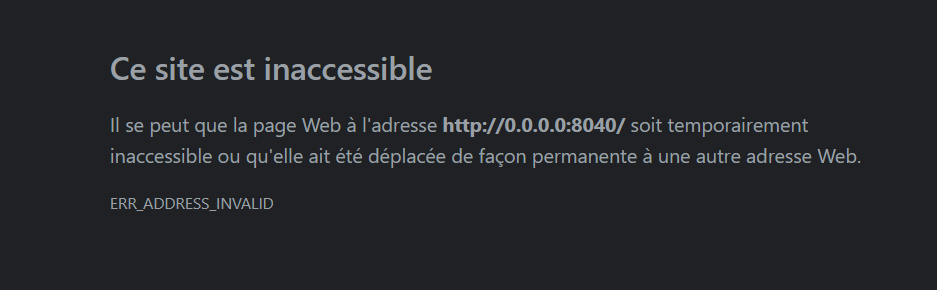 Ce site est inaccessible
Il se peut que la page Web à l'adresse http://0.0.0.0:8040/ soit temporairement
inaccessible ou qu'elle ait été déplacée de façon permanente à une autre adresse Web.
ERR_ADDRESS_INVALID